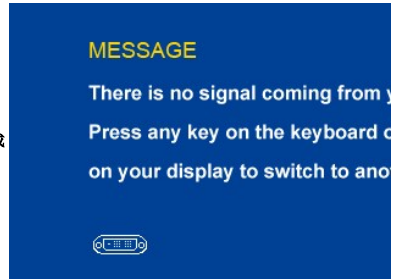 MESSAGE
There is no signal coming from
Press any key on the keyboard
on your display to switch to